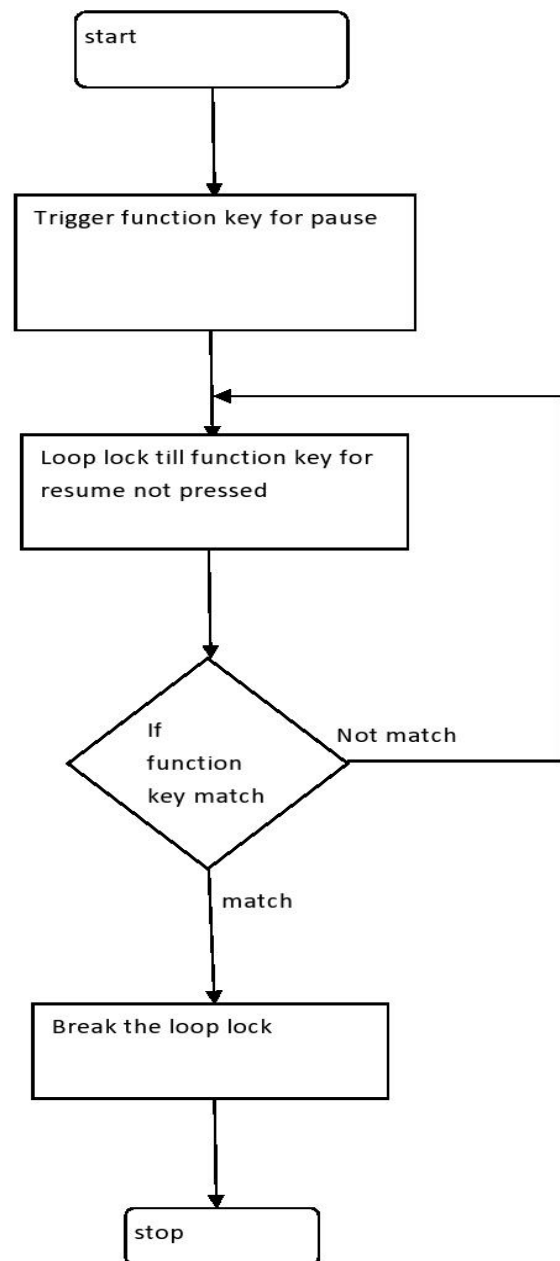 start
Trigger function key for pause
Loop lock till function key for
resume not pressed
If
function
key match
Not match
match
Break the loop lock
stop